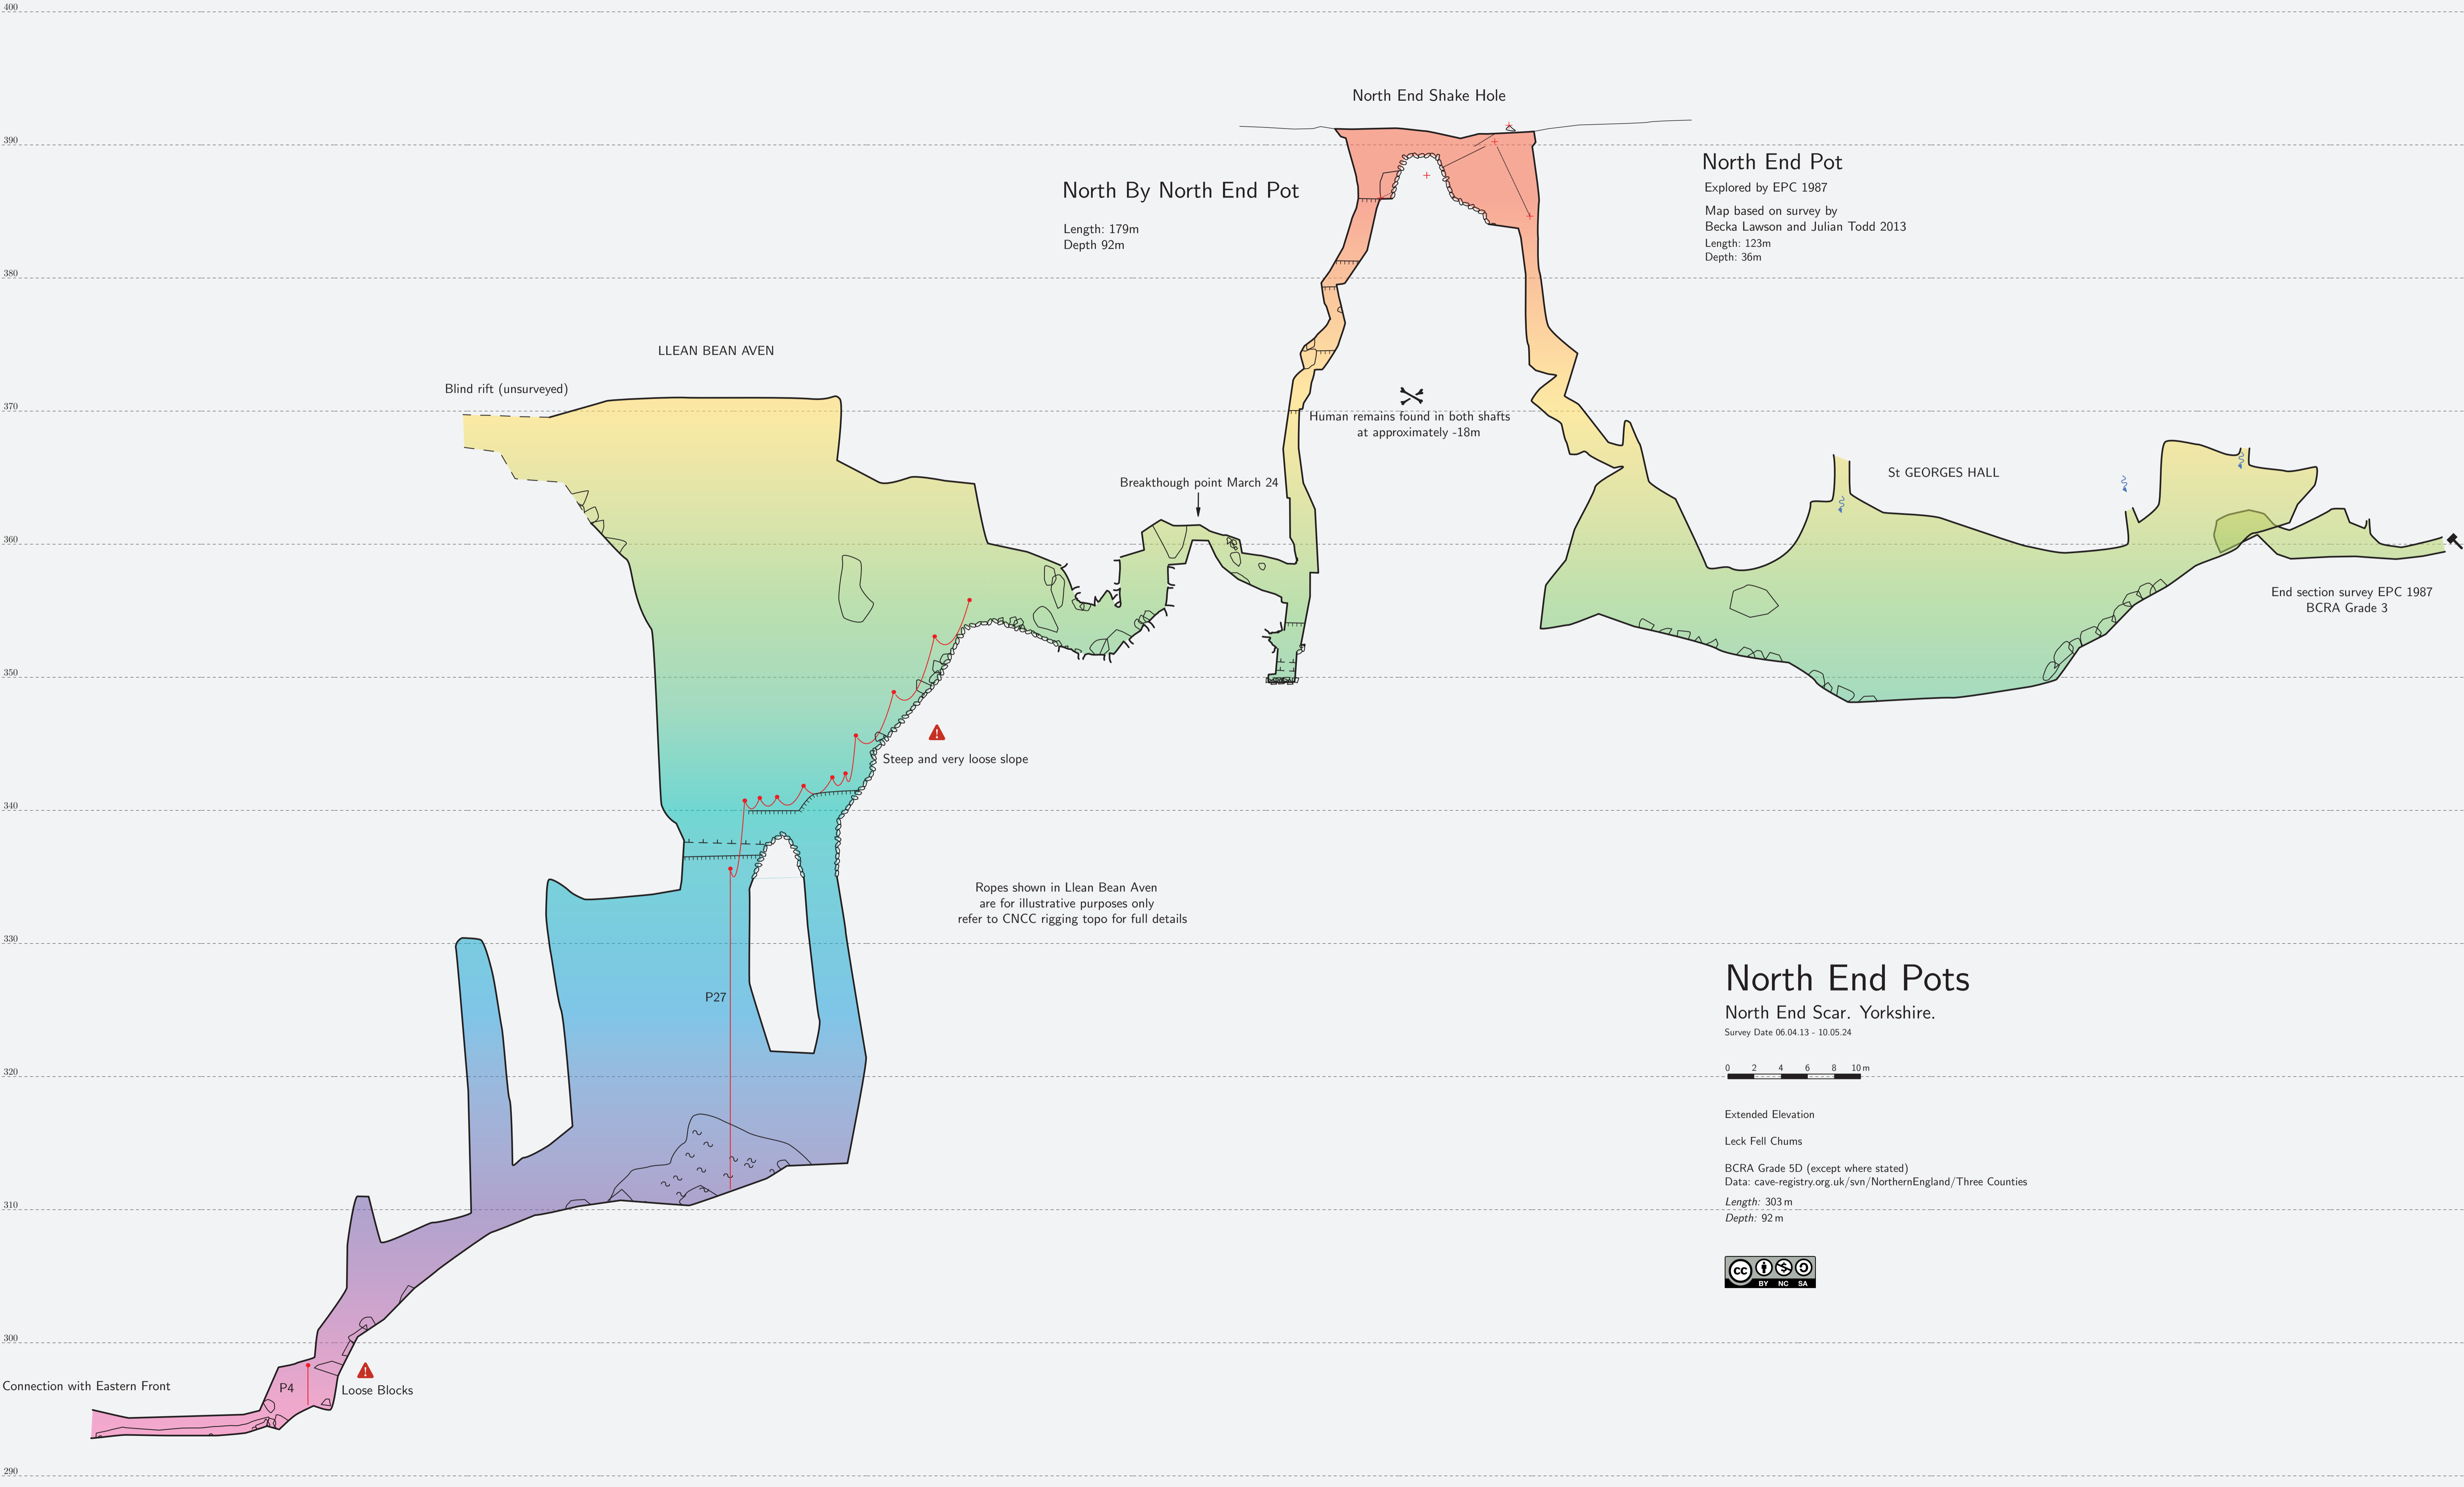 400
North End Shake Hole
390
North End Pot
Explored by EPC 1987
Map based on survey by
Becka Lawson and Julian Todd 2013
Length: 123m
Depth: 36m
North By North End Pot
Length: 179m
Depth 92m
380
LLEAN BEAN AVEN
Blind rift (unsurveyed)
370
Human remains found in both shafts
at approximately -18m
Breakthough point March 24
St GEORGES HALL
360
End section survey EPC 1987
BCRA Grade 3
350
Steep and very loose slope
340
Ropes shown in Llean Bean Aven
are for illustrative purposes only
refer to CNCC rigging topo for full details
330
P27
North End Pots
North End Scar. Yorkshire.
Survey Date 06.04.13 - 10.05.24
0 2 4 6 8 10 m
320
Extended Elevation
Leck Fell Chums
BCRA Grade 5D (except where stated)
Data: cave-registry.org.uk/svn/NorthernEngland/Three Counties
Length: 303 m
310
Depth: 92 m
cc
BY NC SA
300
Connection with Eastern Front
P4
Loose Blocks
290